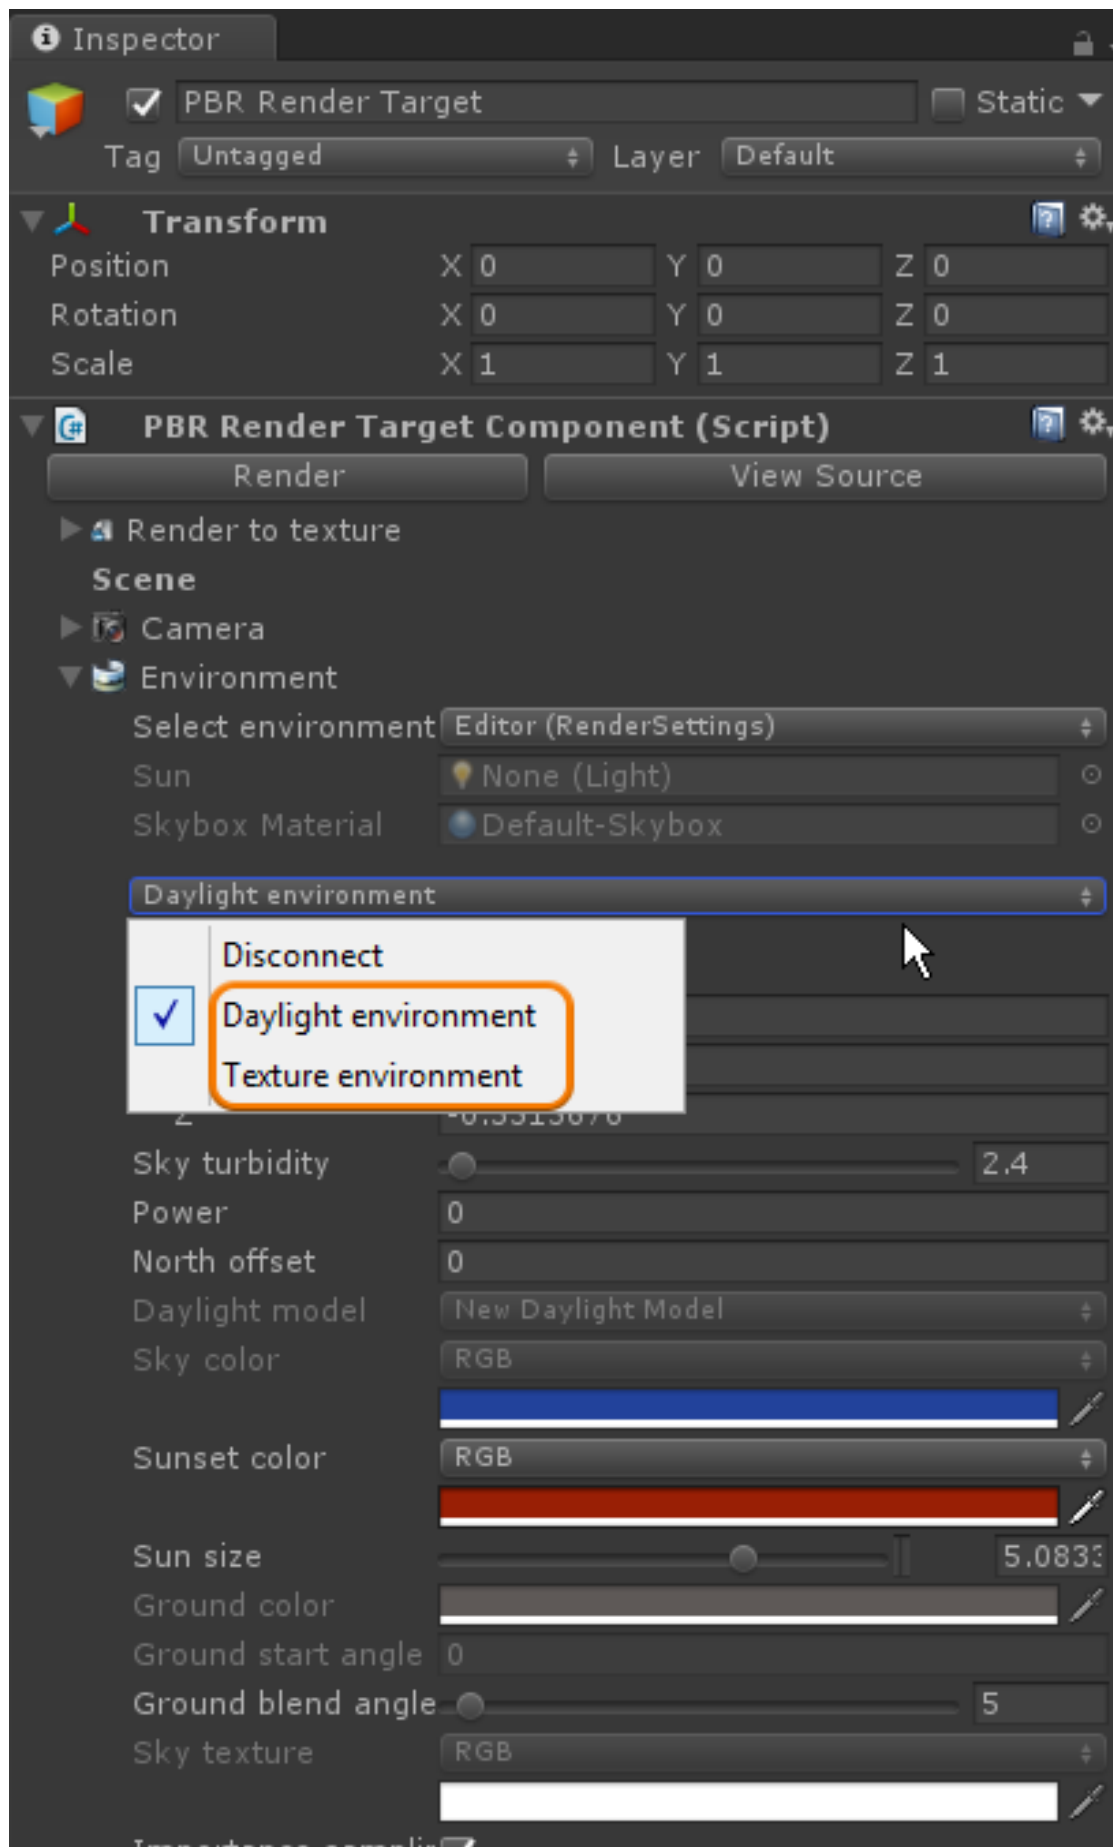 Inspector
PBR Render Target Static
Tag Untagged Layer Default
Transform
Position X 0 Y 0 Z 0
Rotation X 0 Y 0 Z 0
Scale X 1 Y 1 Z 1
PBR Render Target Component (Script)
Render View Source
Render to texture
Scene
Camera
Environment
Select environment Editor (RenderSettings)
Sun None (Light)
Skybox Material Default-Skybox
Daylight environment
Disconnect
Daylight environment
Texture environment
Z
Sky turbidity 2.4
Power 0
North offset 0
Daylight model New Daylight Model
Sky color RGB
Sunset color RGB
Sun size 5.083
Ground color
Ground start angle 0
Ground blend angle 5
Sky texture RGB